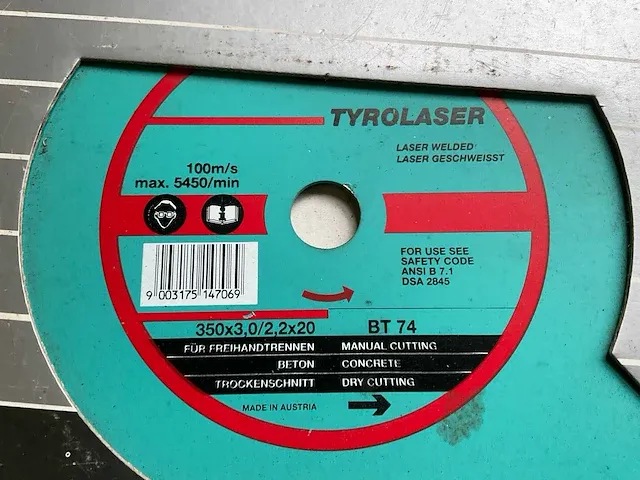 TYROLASER
LASER WELDED
LASER GESCHWEISST
100m/s
max. 5450/min
FOR USE SEE
SAFETY CODE
ANSI B 7.1
DSA 2845
9 003175 147069
350x3,0/2,2x20 BT 74
FÜR FREIHANDTRENNEN MANUAL CUTTING
BETON CONCRETE
TROCKENSCHNITT DRY CUTTING
MADE IN AUSTRIA